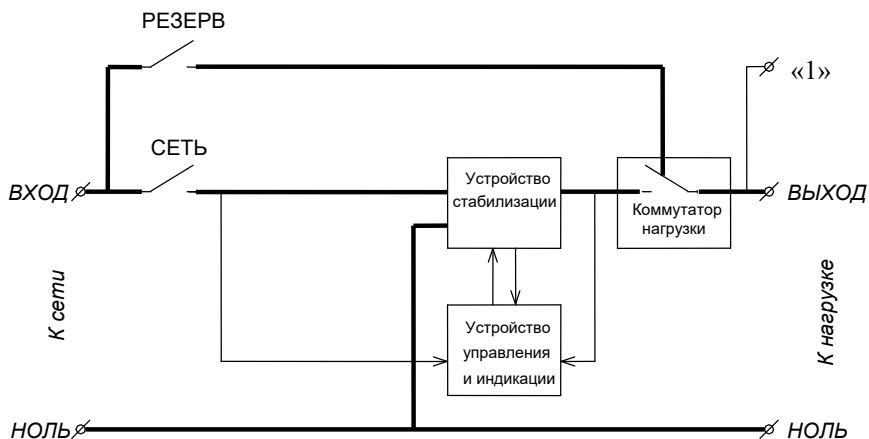 РЕЗЕРВ
«1»
СЕТЬ
ВХОД
Устройство
стабилизации
Коммутатор
нагрузки
ВЫХОД
К сети
Устройство
управления
и индикации
К нагрузке
НОЛЬ
НОЛЬ